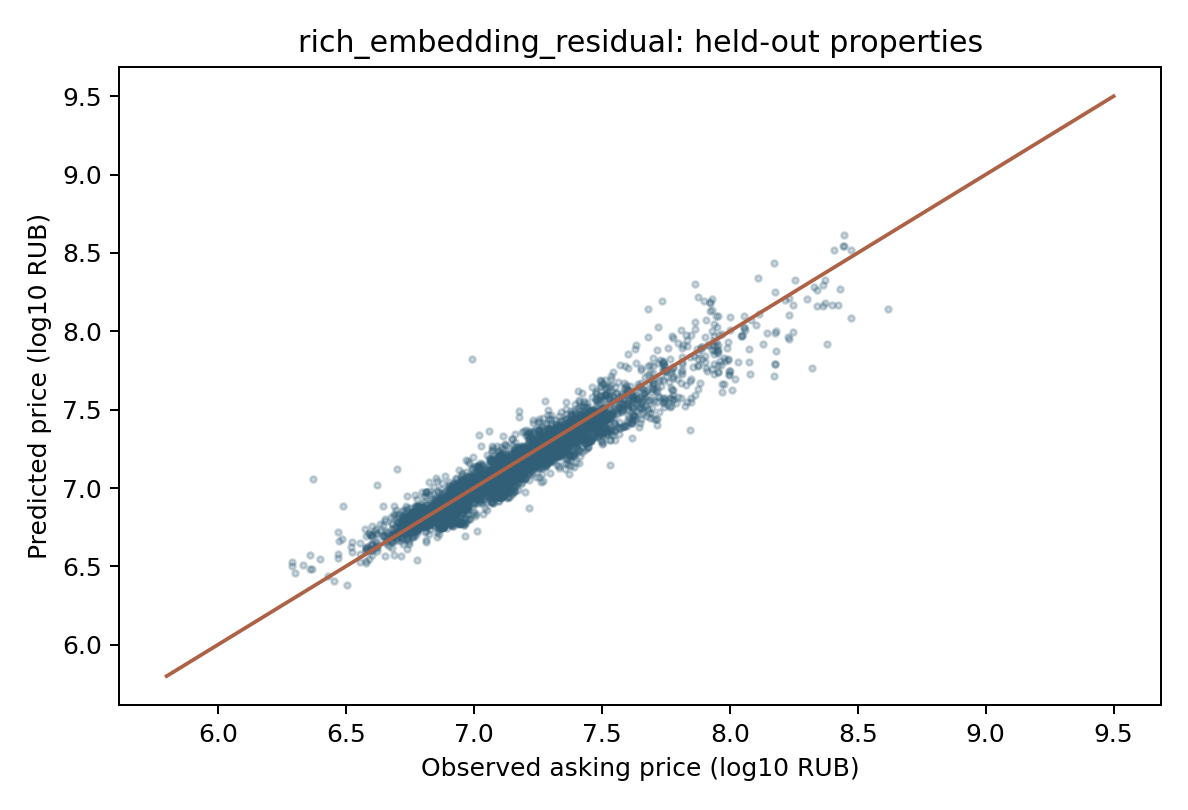 rich_embedding_residual: held-out properties
Predicted price (log10 RUB)
9.5
9.0
8.5
8.0
7.5
7.0
6.5
6.0
6.0 6.5 7.0 7.5 8.0 8.5 9.0 9.5
Observed asking price (log10 RUB)